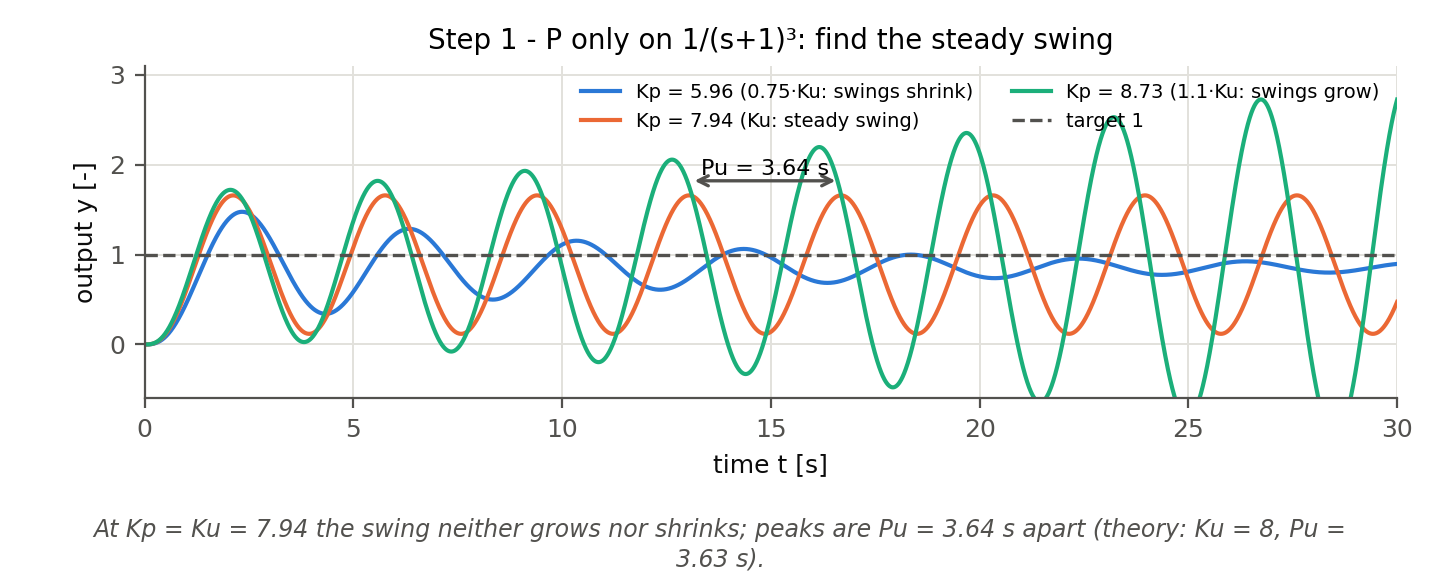 Step 1 - P only on 1/(s+1)³: find the steady swing
3
2
1
0
output y [-]
Kp = 5.96 (0.75·Ku: swings shrink)
Kp = 7.94 (Ku: steady swing)
Kp = 8.73 (1.1·Ku: swings grow)
target 1
Pu = 3.64 s
0
5
10
15
20
25
30
time t [s]
At Kp = Ku = 7.94 the swing neither grows nor shrinks; peaks are Pu = 3.64 s apart (theory: Ku = 8, Pu =
3.63 s).